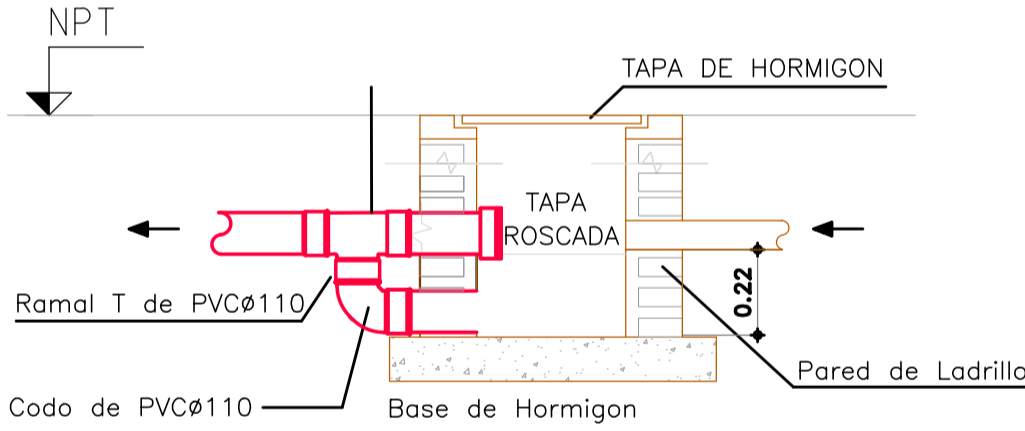 NPT
TAPA DE HORMIGON
TAPA
ROSCADA
Ramal T de PVCø110
0.22
Pared de Ladrillo
Codo de PVCø110
Base de Hormigon